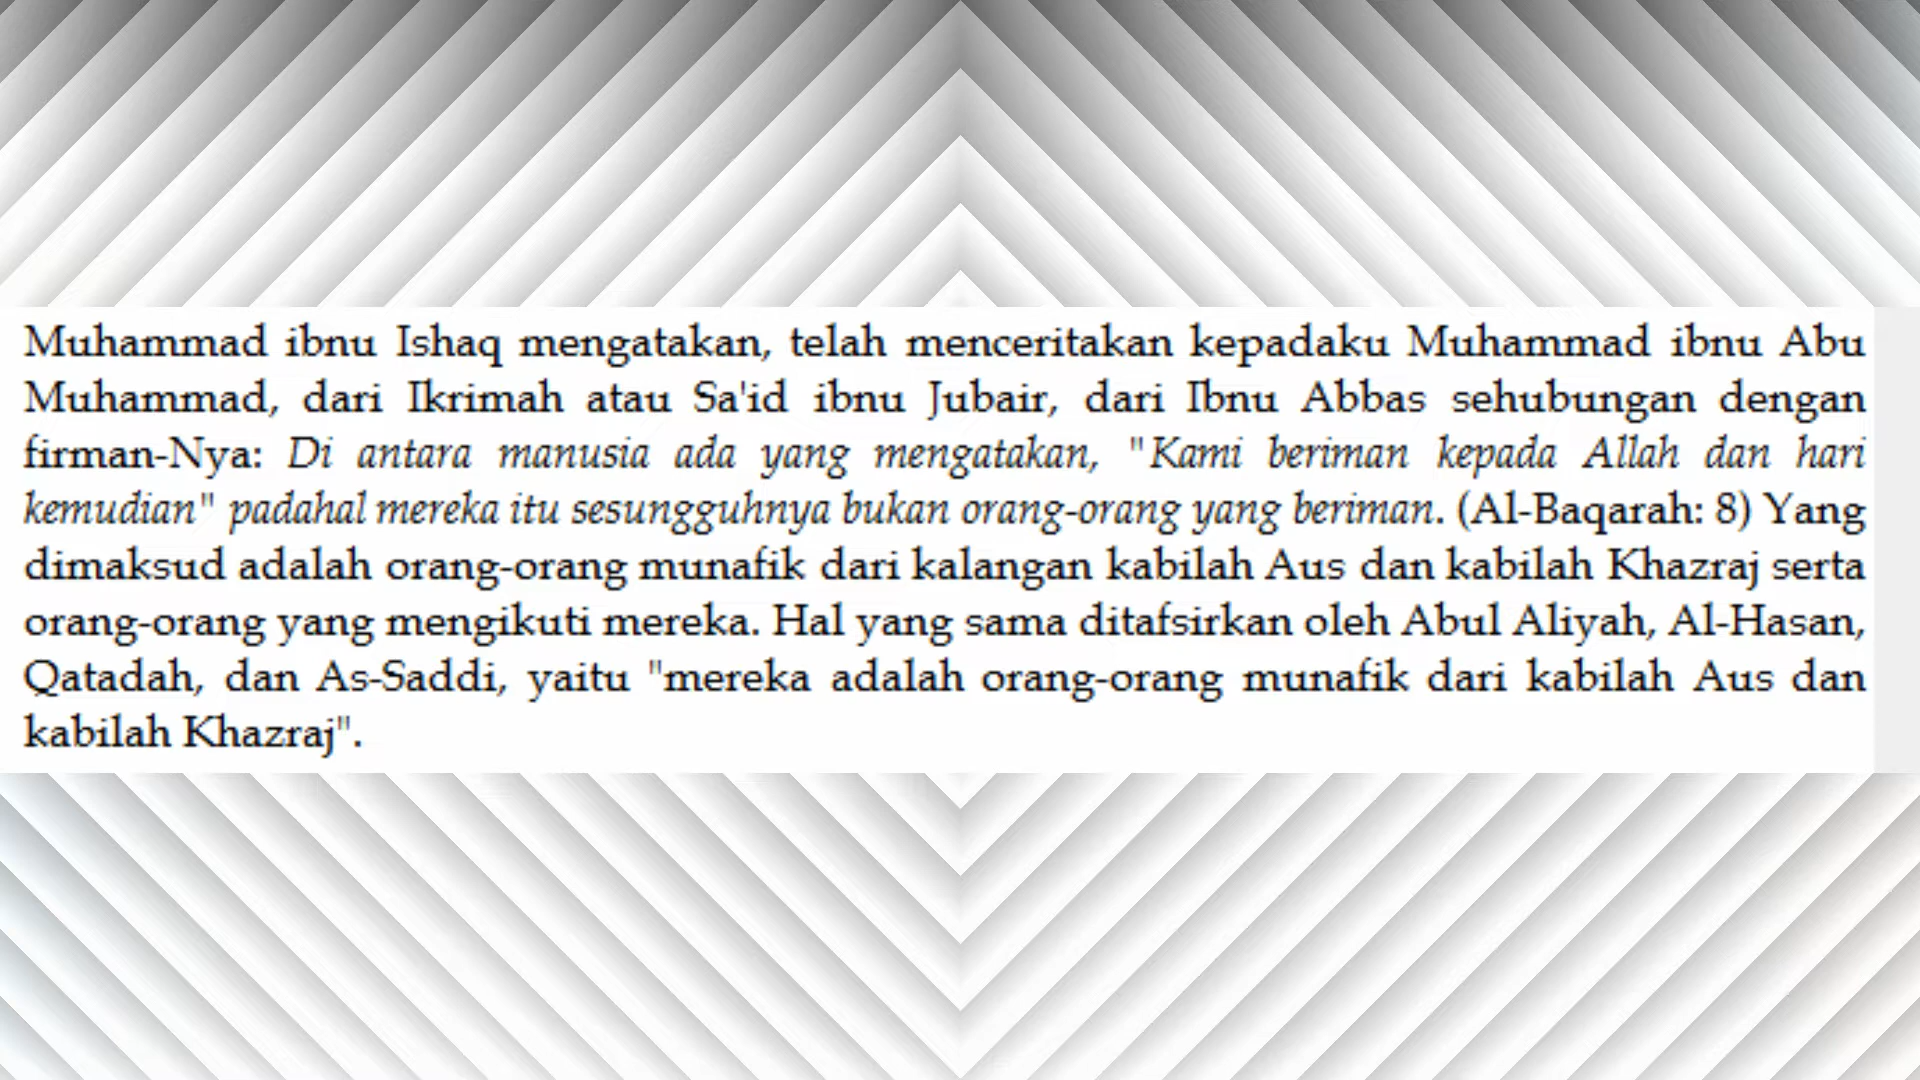 Muhammad ibnu Ishaq mengatakan, telah menceritakan kepadaku Muhammad ibnu Abu
Muhammad, dari Ikrimah atau Sa'id ibnu Jubair, dari Ibnu Abbas sehubungan dengan
firman-Nya: Di antara manusia ada yang mengatakan, "Kami beriman kepada Allah dan hari
kemudian" padahal mereka itu sesungguhnya bukan orang-orang yang beriman. (Al-Baqarah: 8) Yang
dimaksud adalah orang-orang munafik dari kalangan kabilah Aus dan kabilah Khazraj serta
orang-orang yang mengikuti mereka. Hal yang sama ditafsirkan oleh Abul Aliyah, Al-Hasan,
Qatadah, dan As-Saddi, yaitu "mereka adalah orang-orang munafik dari kabilah Aus dan
kabilah Khazraj".